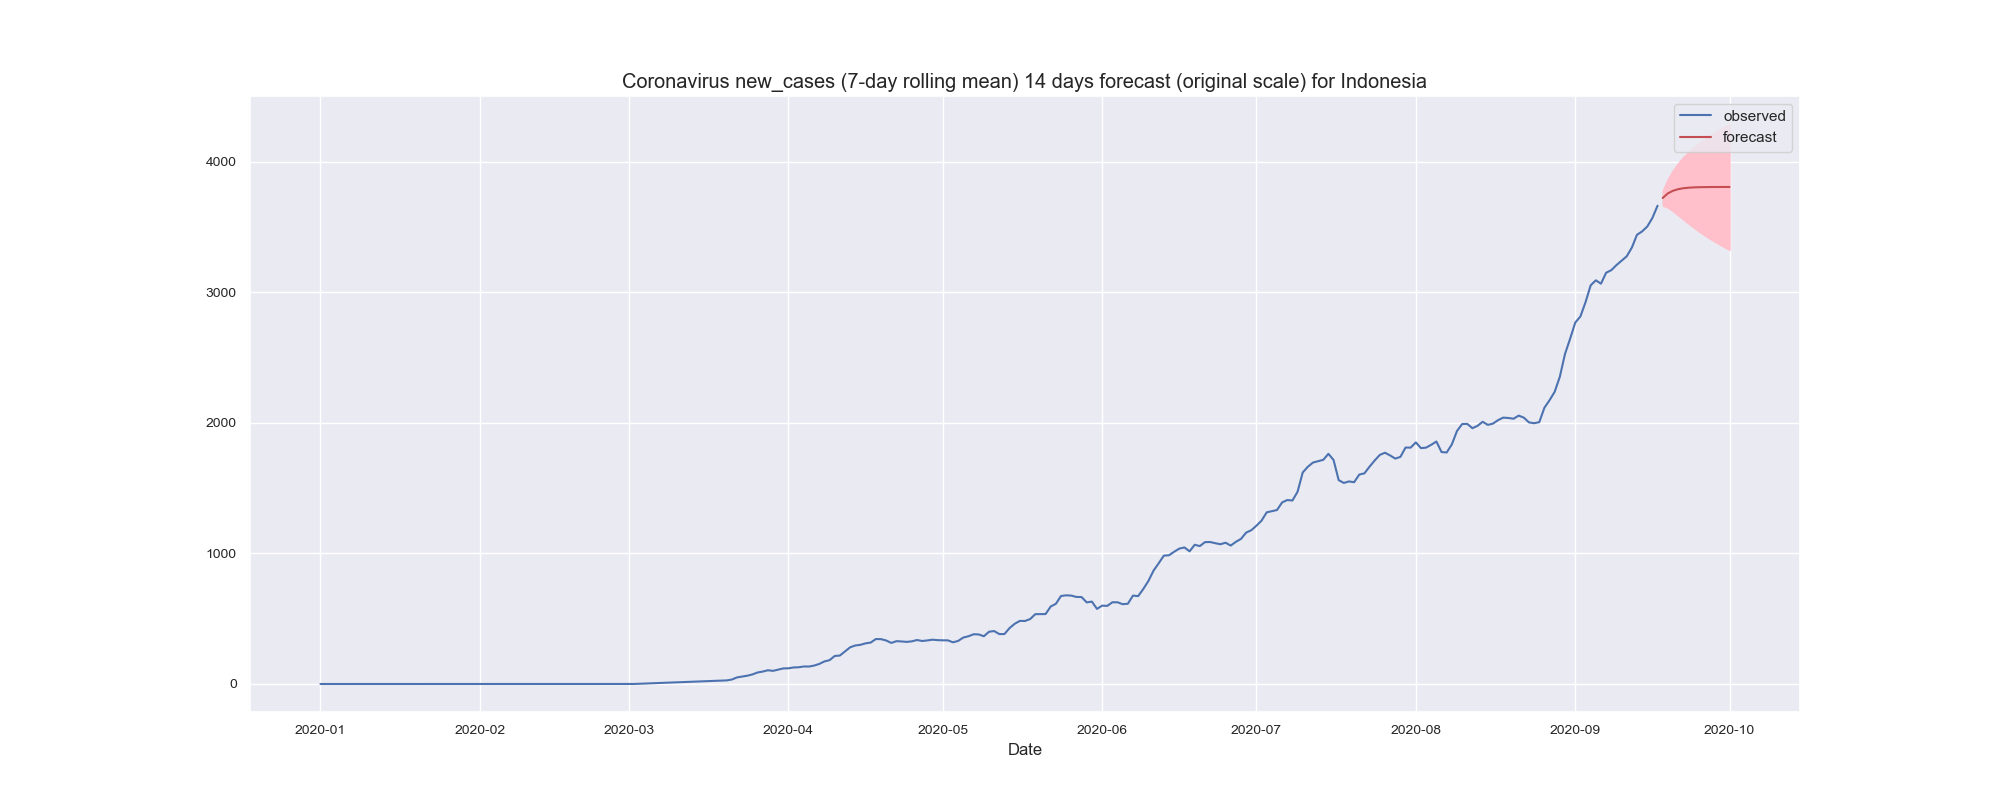 Coronavirus new_cases (7-day rolling mean) 14 days forecast (original scale) for Indonesia
observed
forecast
4000
3000
2000
1000
0
2020-01 2020-02 2020-03 2020-04 2020-05 2020-06 2020-07 2020-08 2020-09 2020-10
Date